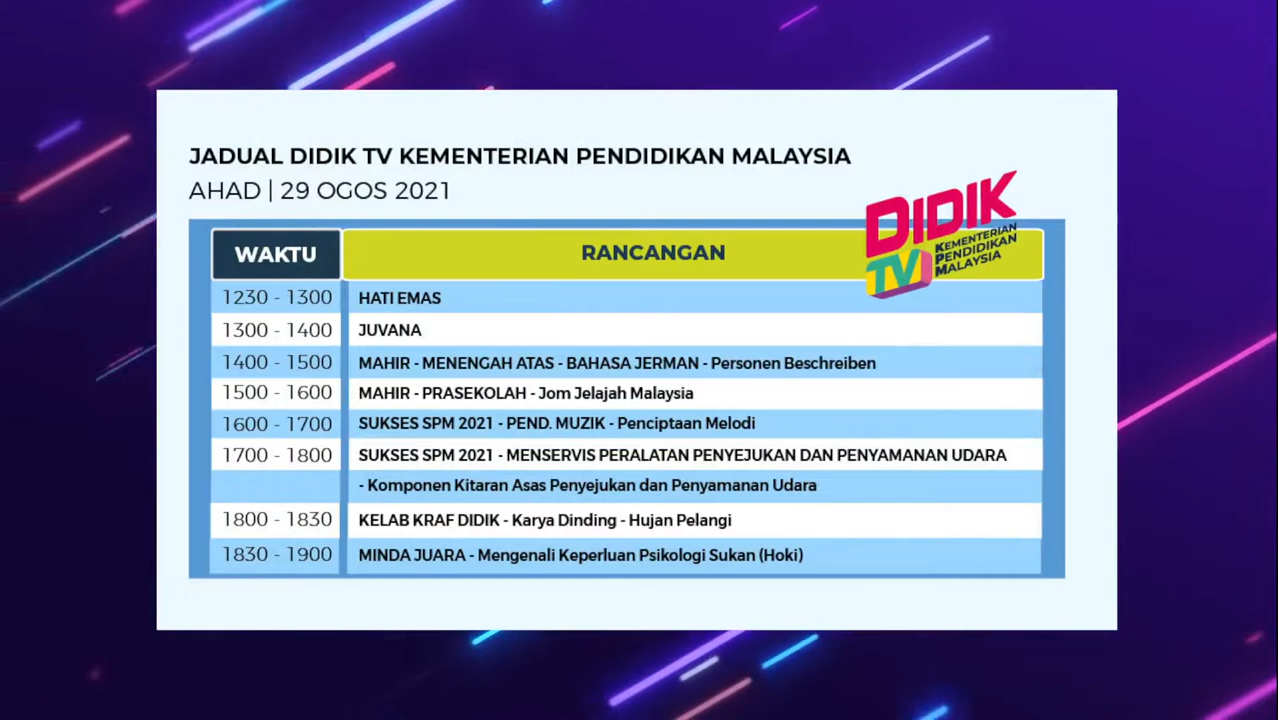 JADUAL DIDIK TV KEMENTERIAN PENDIDIKAN MALAYSIA
AHAD | 29 OGOS 2021
DIDIK
TV KEMENTERIAN
PENDIDIKAN
MALAYSIA
WAKTU RANCANGAN
1230 - 1300 HATI EMAS
1300 - 1400 JUVANA
1400 - 1500 MAHIR - MENENGAH ATAS - BAHASA JERMAN - Personen Beschreiben
1500 - 1600 MAHIR - PRASEKOLAH - Jom Jelajah Malaysia
1600 - 1700 SUKSES SPM 2021 - PEND. MUZIK - Penciptaan Melodi
1700 - 1800 SUKSES SPM 2021 - MENSERVIS PERALATAN PENYEJUKAN DAN PENYAMANAN UDARA
- Komponen Kitaran Asas Penyejukan dan Penyamanan Udara
1800 - 1830 KELAB KRAF DIDIK - Karya Dinding - Hujan Pelangi
1830 - 1900 MINDA JUARA - Mengenali Keperluan Psikologi Sukan (Hoki)